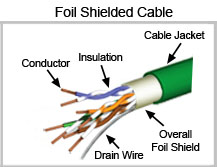 Foil Shielded Cable
Cable Jacket
Insulation
Conductor
Overall
Foil Shield
Drain Wire